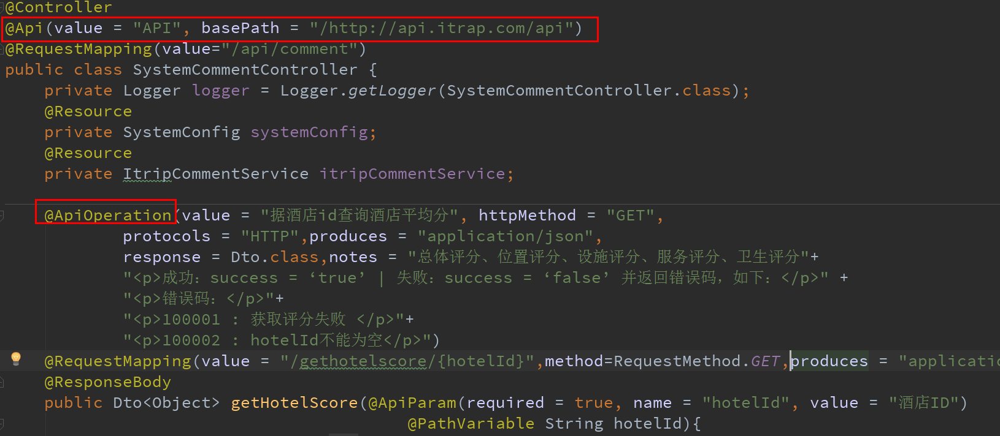 @Controller
@Api(value = "API", basePath = "/http://api.itrap.com/api")
@RequestMapping(value="/api/comment")
public class SystemCommentController {
private Logger logger = Logger.getLogger(SystemCommentController.class);
@Resource
private SystemConfig systemConfig;
@Resource
private ItripCommentService itripCommentService;
@ApiOperation(value = "据酒店id查询酒店平均分", httpMethod = "GET",
protocols = "HTTP",produces = "application/json",
response = Dto.class,notes = "总体评分、位置评分、设施评分、服务评分、卫生评分"+
"<p>成功：success = ‘true’ | 失败：success = ‘false’ 并返回错误码，如下：</p>" +
"<p>错误码：</p>"+
"<p>100001 : 获取评分失败 </p>"+
"<p>100002 : hotelId不能为空</p>")
@RequestMapping(value = "/gethotelscore/{hotelId}",method=RequestMethod.GET,produces = "applicatio
@ResponseBody
public Dto<Object> getHotelScore(@ApiParam(required = true, name = "hotelId", value = "酒店ID")
@PathVariable String hotelId){